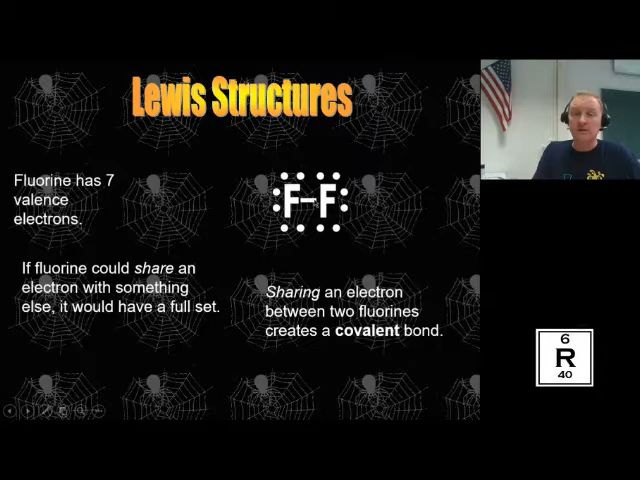 Lewis Structures
Fluorine has 7
valence
electrons.
F-F
If fluorine could share an
electron with something
else, it would have a full set.
Sharing an electron
between two fluorines
creates a covalent bond.
6
R
40